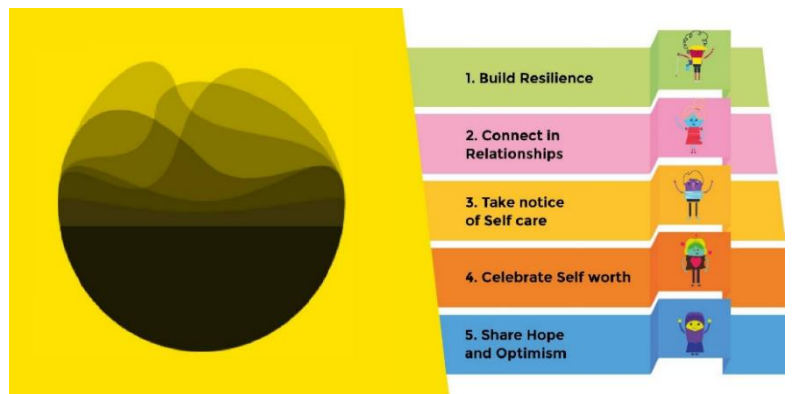 1. Build Resilience
2. Connect in
Relationships
3. Take notice
of Self care
4. Celebrate Self worth
5. Share Hope
and Optimism